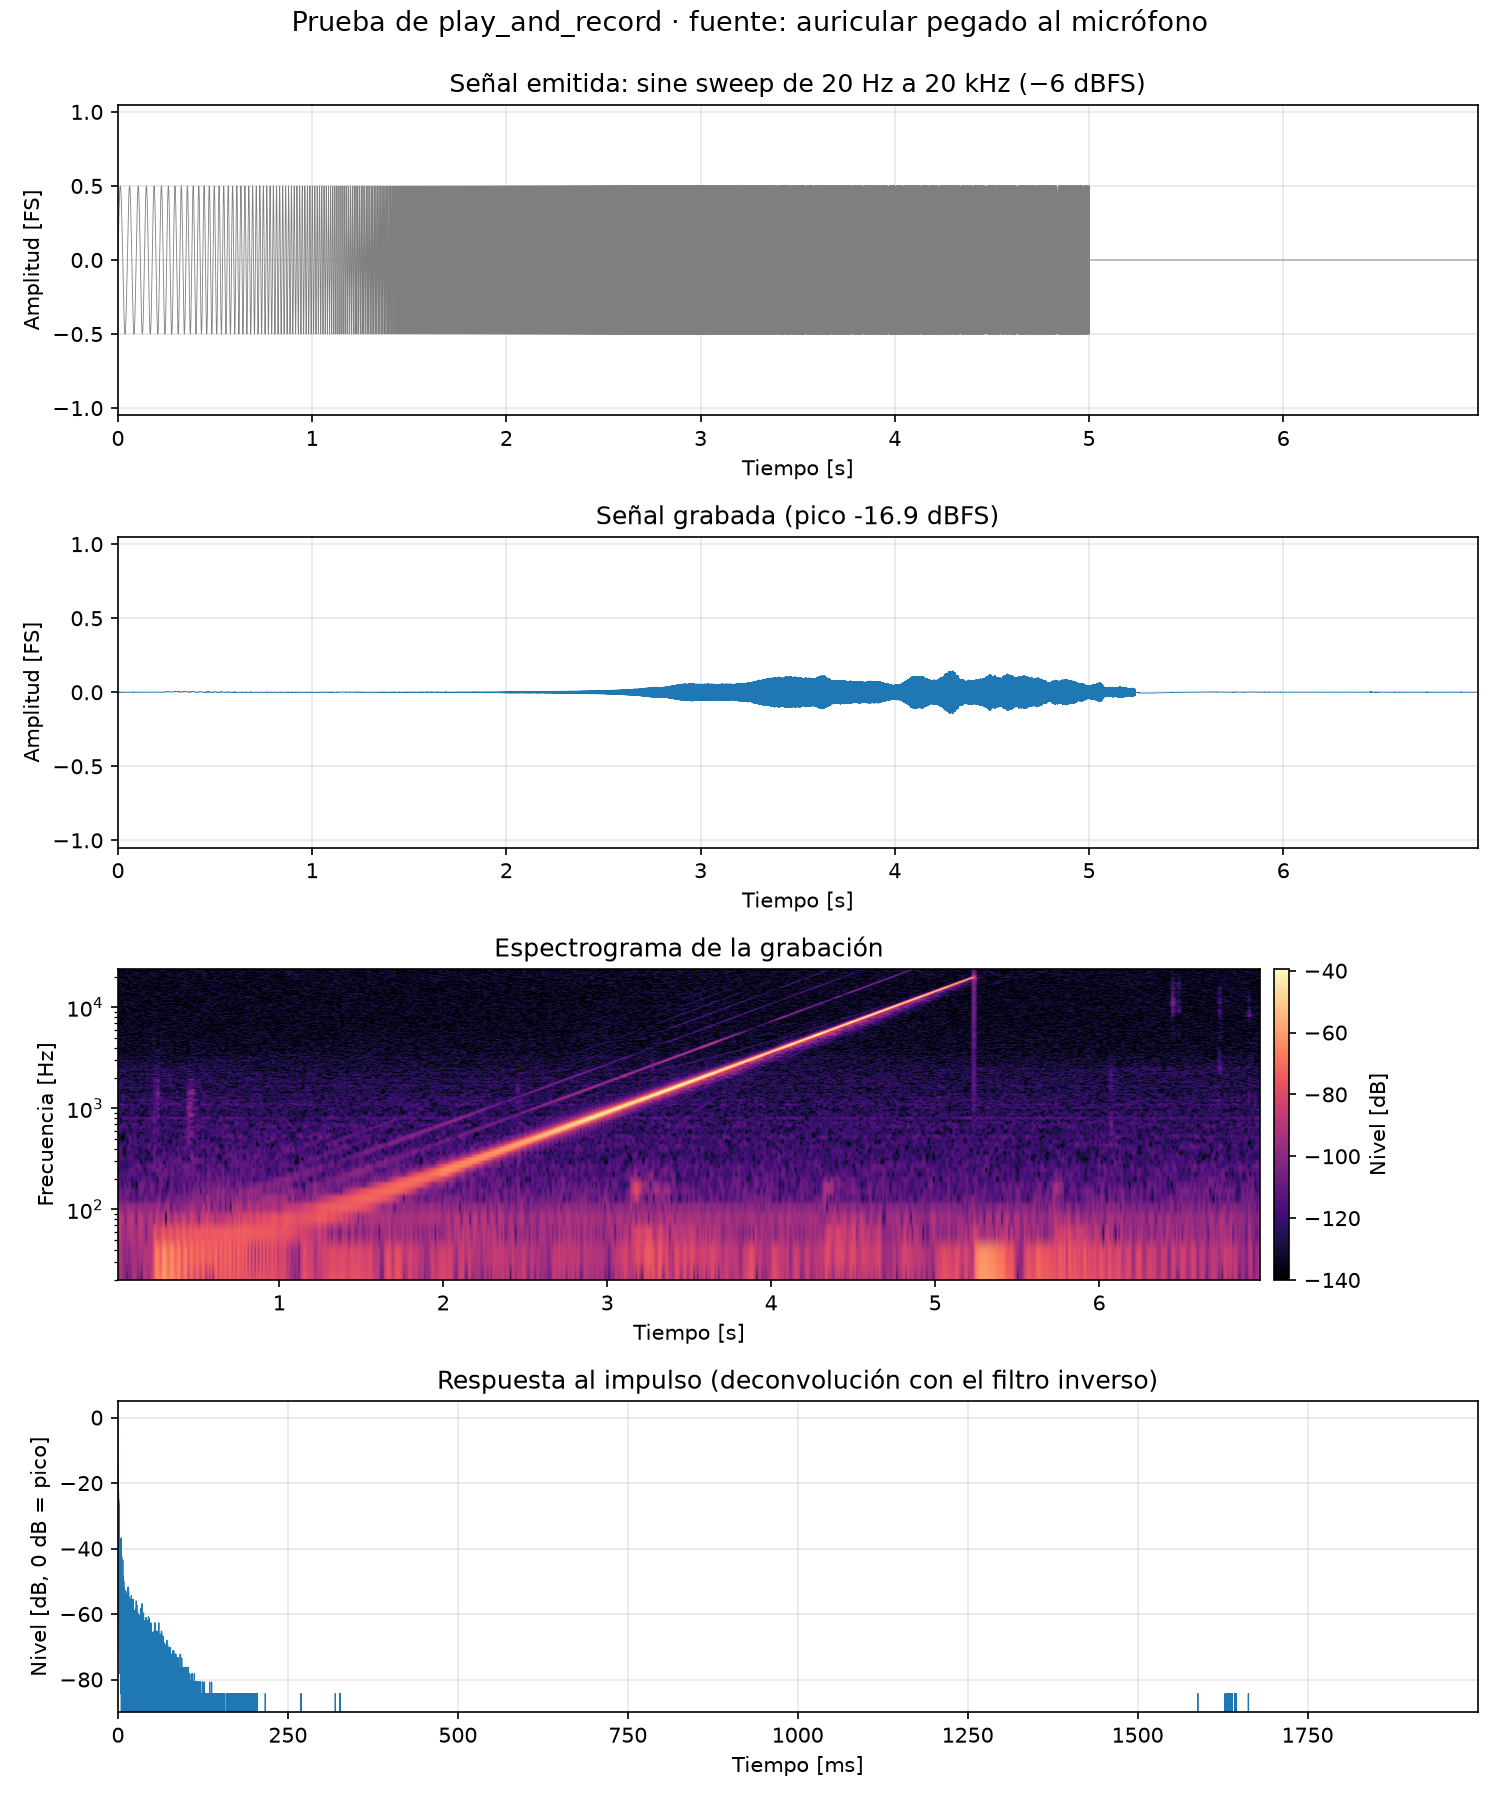 Prueba de play_and_record · fuente: auricular pegado al micrófono
Señal emitida: sine sweep de 20 Hz a 20 kHz (−6 dBFS)
Amplitud [FS]
1.0
0.5
0.0
−0.5
−1.0
0 1 2 3 4 5 6
Tiempo [s]
Señal grabada (pico -16.9 dBFS)
Amplitud [FS]
1.0
0.5
0.0
−0.5
−1.0
0 1 2 3 4 5 6
Tiempo [s]
Espectrograma de la grabación
Frecuencia [Hz]
10⁴
10³
10²
1 2 3 4 5 6
Tiempo [s]
−40
−60
−80
−100
−120
−140
Nivel [dB]
Respuesta al impulso (deconvolución con el filtro inverso)
Nivel [dB, 0 dB = pico]
0
−20
−40
−60
−80
0 250 500 750 1000 1250 1500 1750
Tiempo [ms]